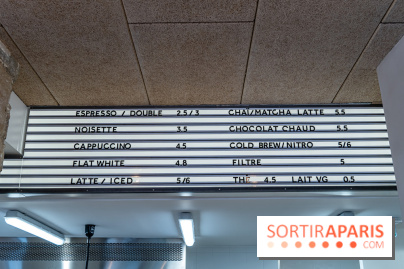 ESPRESSO / DOUBLE 2.5/3
NOISETTE 3.5
CAPPUCCINO 4.5
FLAT WHITE 4.8
LATTE/ ICED 5/6
CHAI/MATCHA LATTE 5.5
CHOCOLAT CHAUD 5.5
COLD BREW/NITRO 5/6
FILTRE 5
THÉ 4.5 LAIT VG 0.5
SORTIRAPARIS
.COM